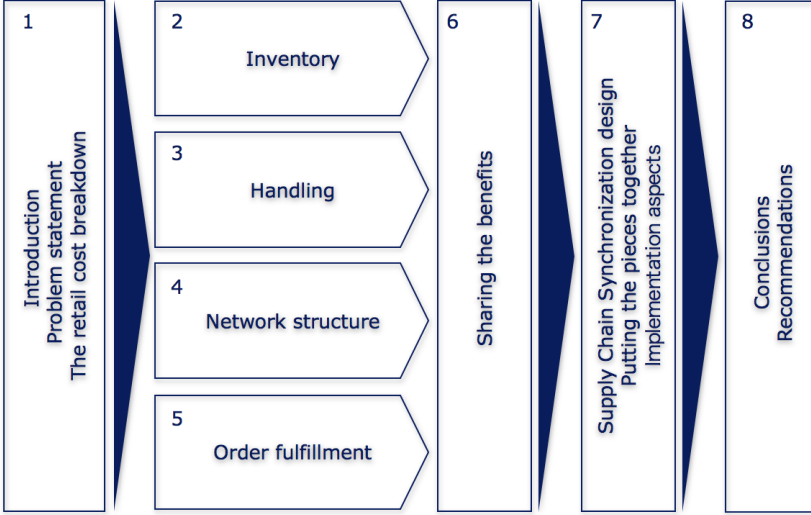 1
Introduction
Problem statement
The retail cost breakdown
2
Inventory
3
Handling
4
Network structure
5
Order fulfillment
6
Sharing the benefits
7
Supply Chain Synchronization design
Putting the pieces together
Implementation aspects
8
Conclusions
Recommendations